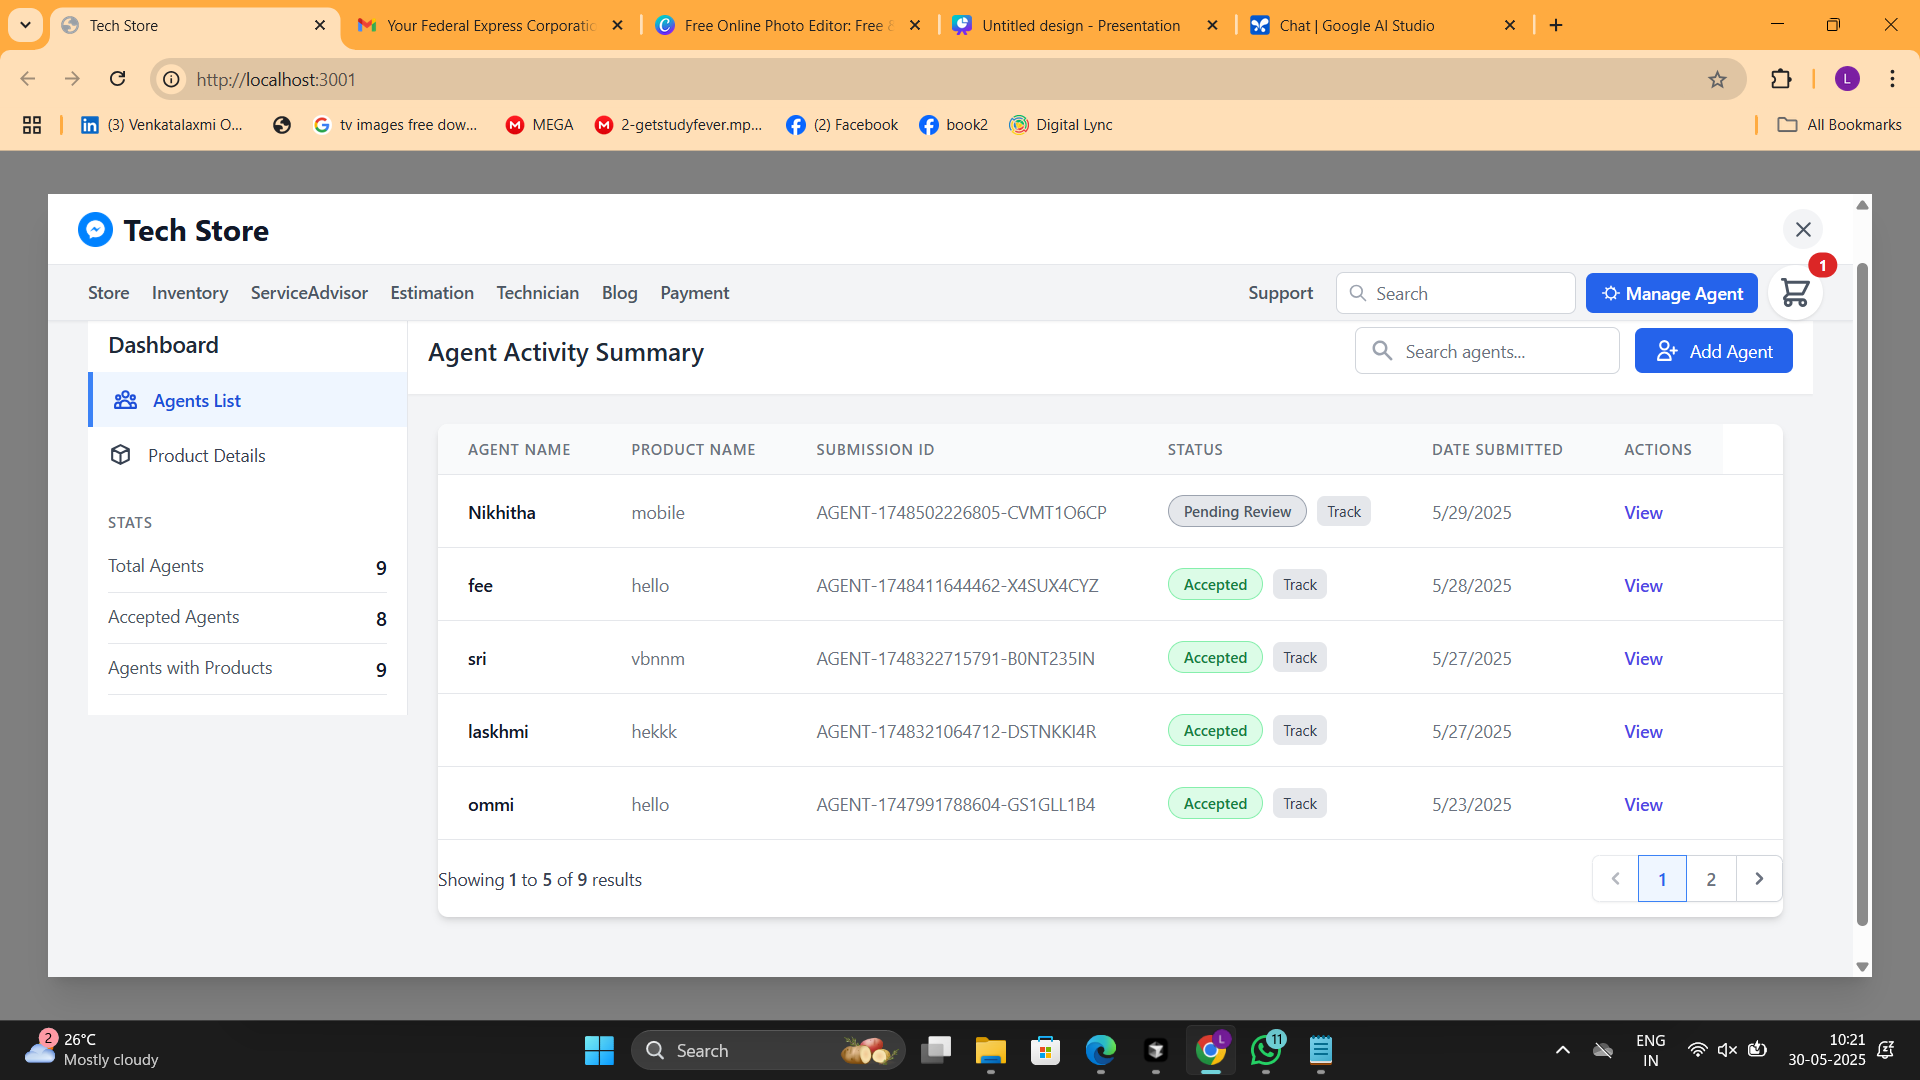 Tech Store
Your Federal Express Corporatio
Free Online Photo Editor: Free &
Untitled design - Presentation
Chat | Google AI Studio
http://localhost:3001
L
(3) Venkatalaxmi O...
tv images free dow...
MEGA
2-getstudyfever.mp...
(2) Facebook
book2
Digital Lync
All Bookmarks
Tech Store
1
Store
Inventory
ServiceAdvisor
Estimation
Technician
Blog
Payment
Support
Search
Manage Agent
Dashboard
Agents List
Product Details
STATS
Total Agents 9
Accepted Agents 8
Agents with Products 9
Agent Activity Summary
Search agents...
Add Agent
AGENT NAME PRODUCT NAME SUBMISSION ID STATUS DATE SUBMITTED ACTIONS
Nikhitha mobile AGENT-1748502226805-CVMT1O6CP Pending Review Track 5/29/2025 View
fee hello AGENT-1748411644462-X4SUX4CYZ Accepted Track 5/28/2025 View
sri vbnnm AGENT-1748322715791-B0NT235IN Accepted Track 5/27/2025 View
laskhmi hekkk AGENT-1748321064712-DSTNKKI4R Accepted Track 5/27/2025 View
ommi hello AGENT-1747991788604-GS1GLL1B4 Accepted Track 5/23/2025 View
Showing 1 to 5 of 9 results
1 2
2
26°C
Mostly cloudy
Search
L
11
ENG
IN
10:21
30-05-2025